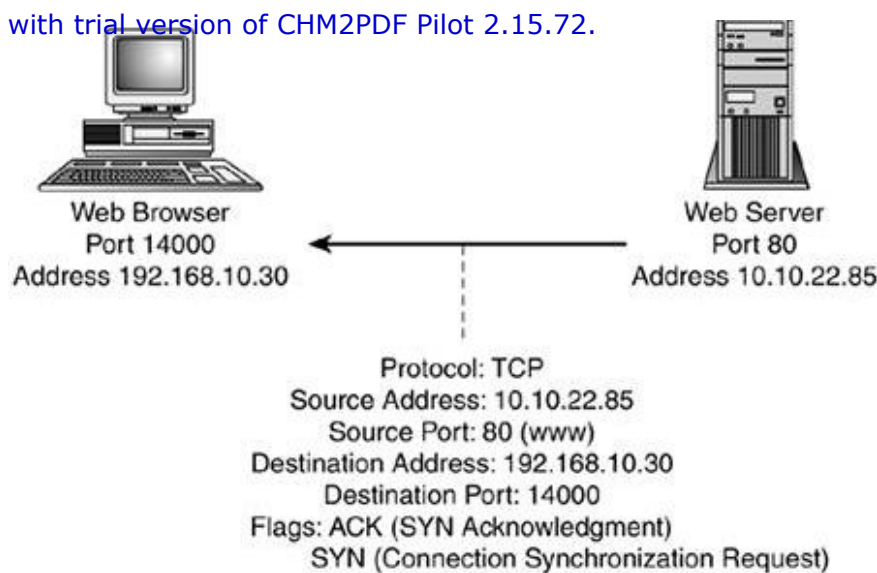 with trial version of CHM2PDF Pilot 2.15.72.
Web Browser
Port 14000
Address 192.168.10.30
Web Server
Port 80
Address 10.10.22.85
Protocol: TCP
Source Address: 10.10.22.85
Source Port: 80 (www)
Destination Address: 192.168.10.30
Destination Port: 14000
Flags: ACK (SYN Acknowledgment)
SYN (Connection Synchronization Request)